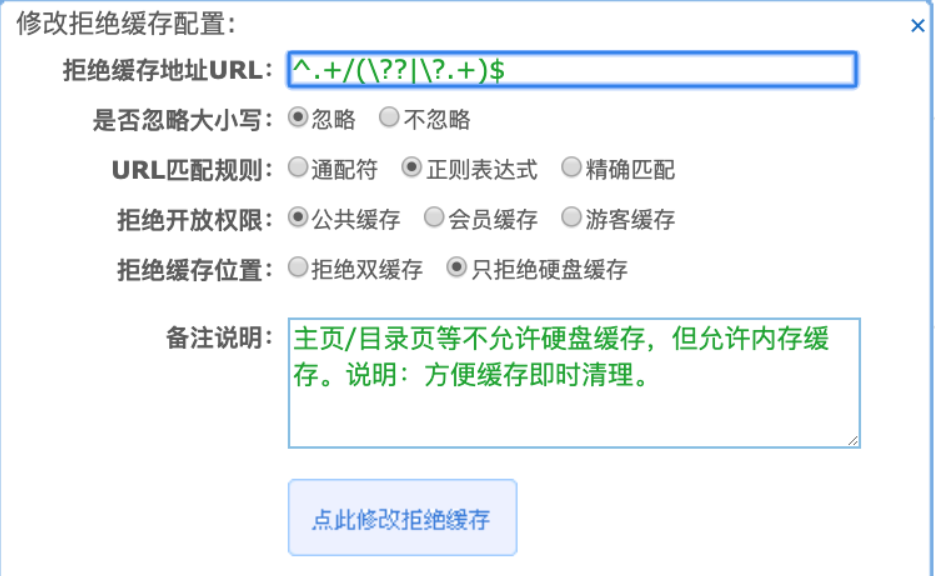 修改拒绝缓存配置：
×
拒绝缓存地址URL： ^.+/(\??|\?.+)$
是否忽略大小写： 忽略 不忽略
URL匹配规则： 通配符 正则表达式 精确匹配
拒绝开放权限： 公共缓存 会员缓存 游客缓存
拒绝缓存位置： 拒绝双缓存 只拒绝硬盘缓存
备注说明： 主页/目录页等不允许硬盘缓存，但允许内存缓
存。说明：方便缓存即时清理。
点此修改拒绝缓存